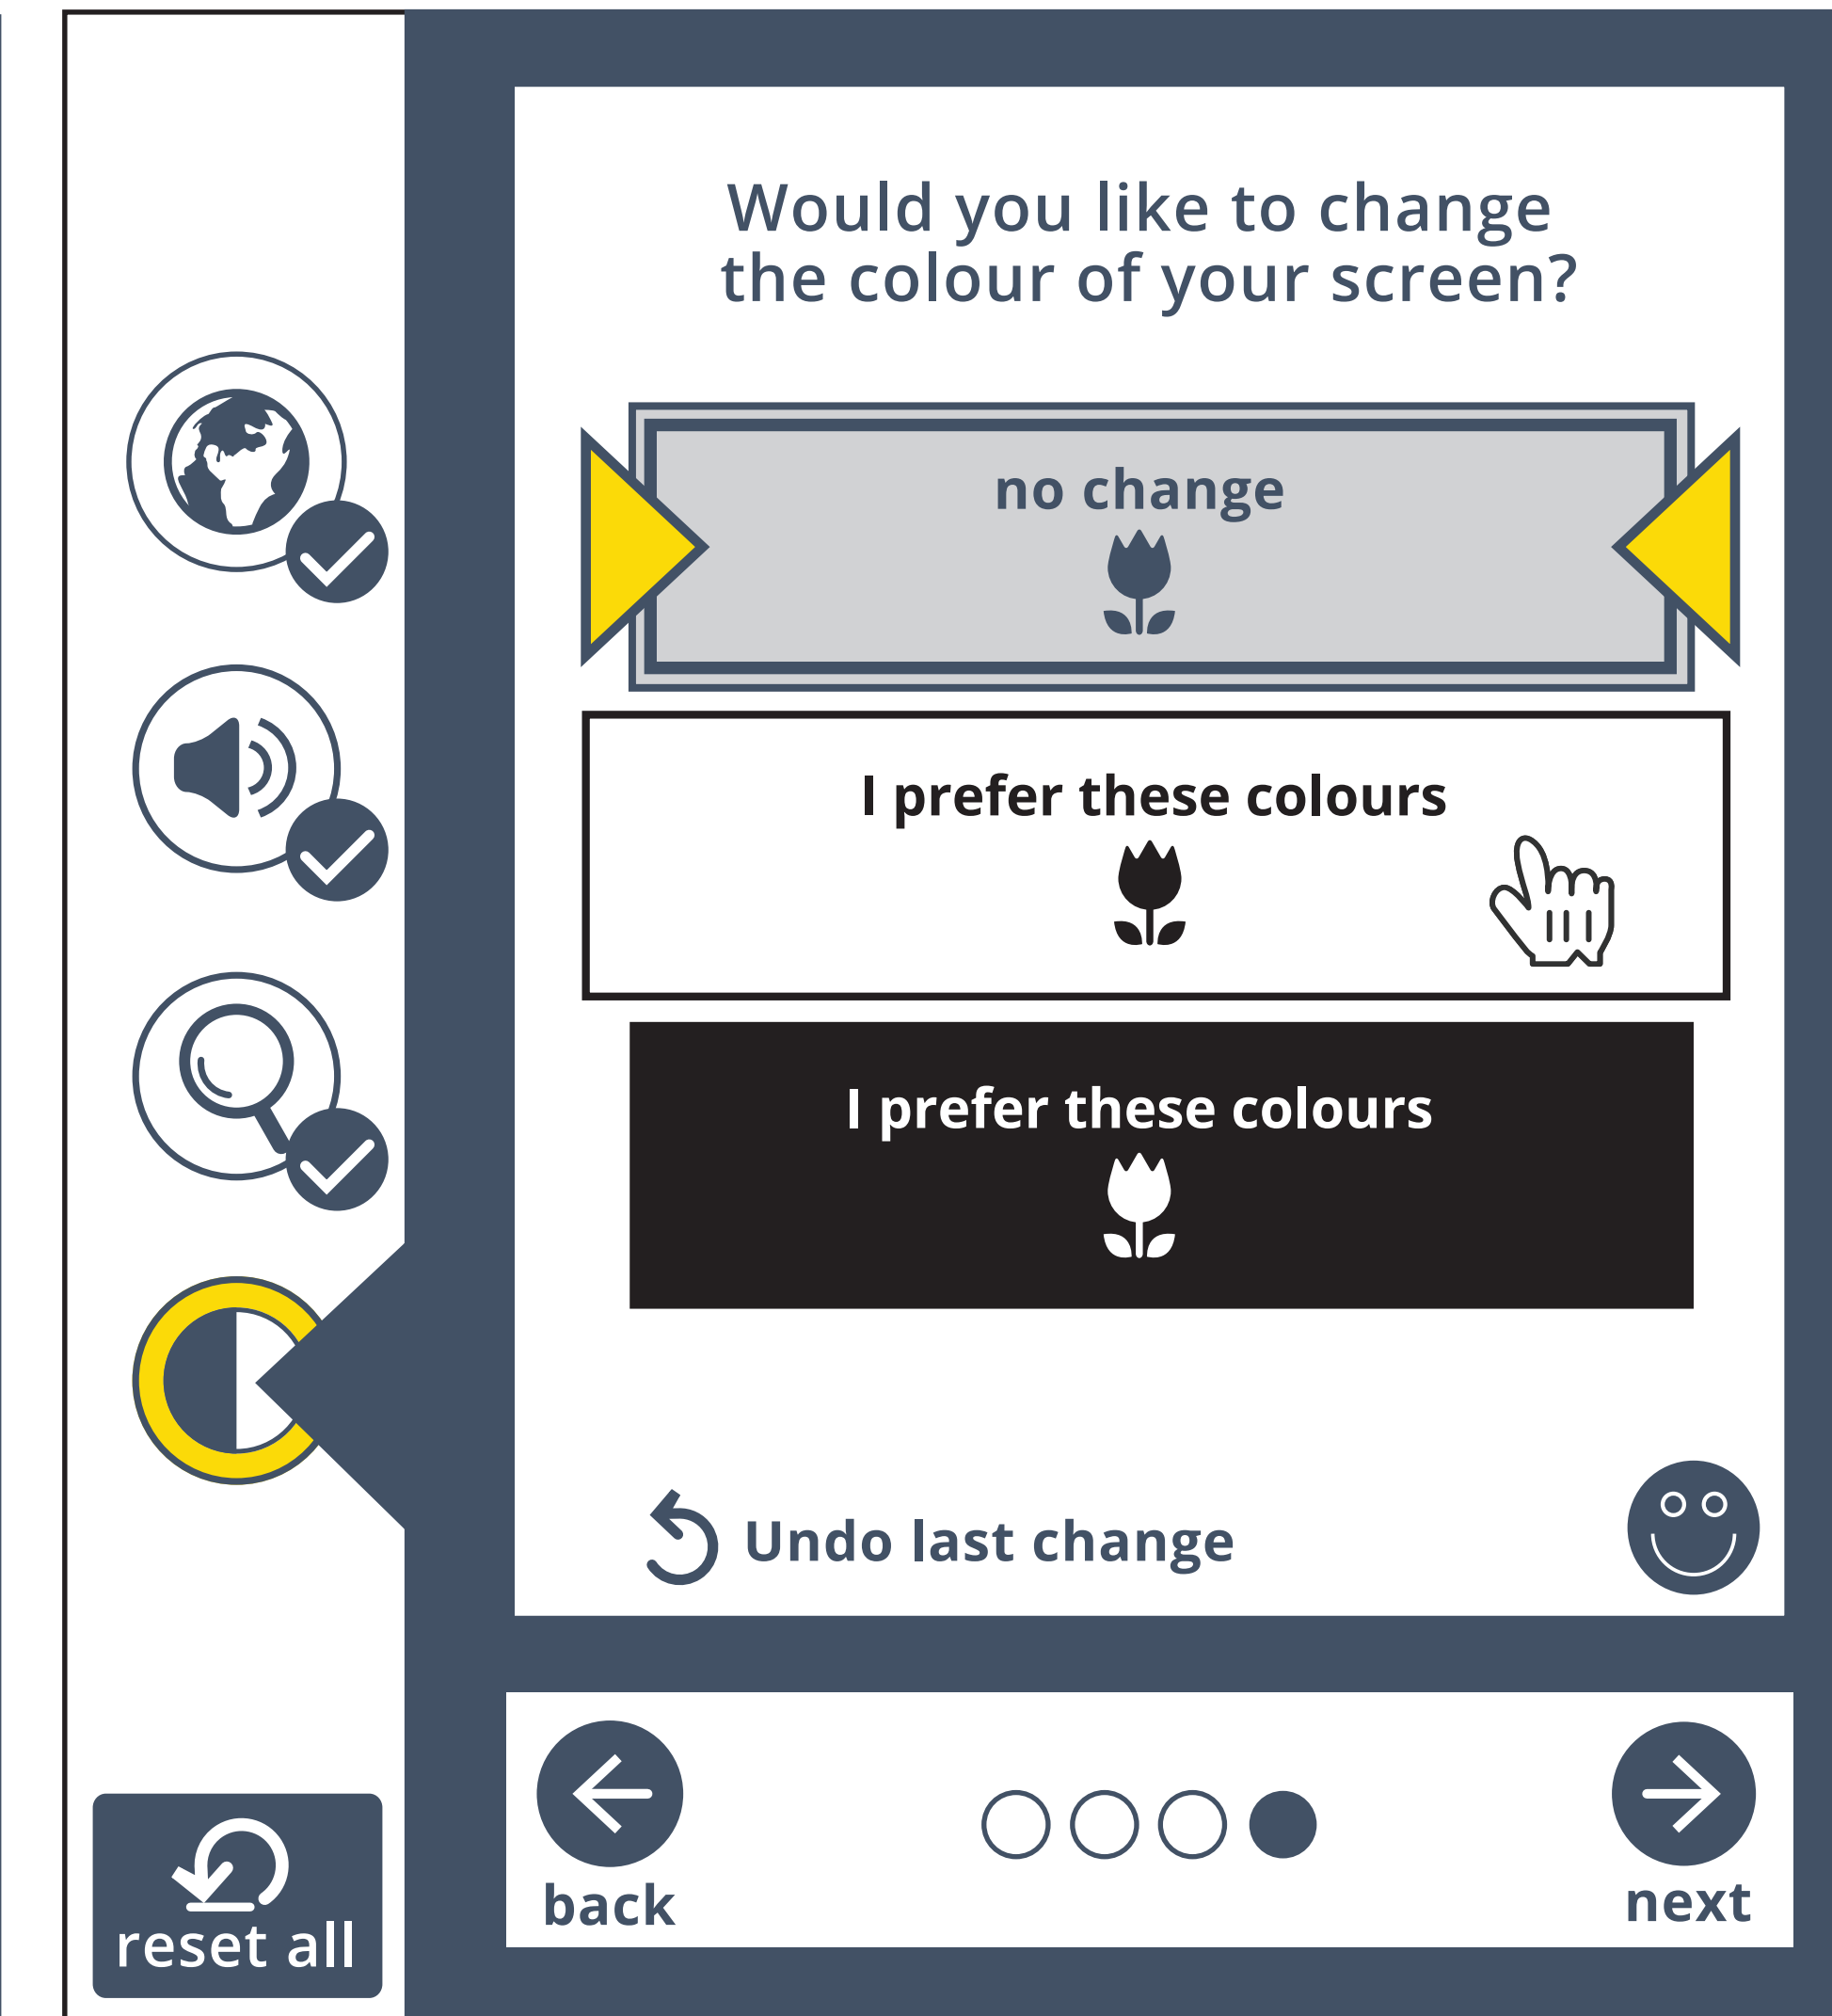 Would you like to change
the colour of your screen?
no change
I prefer these colours
I prefer these colours
Undo last change
back
next
reset all